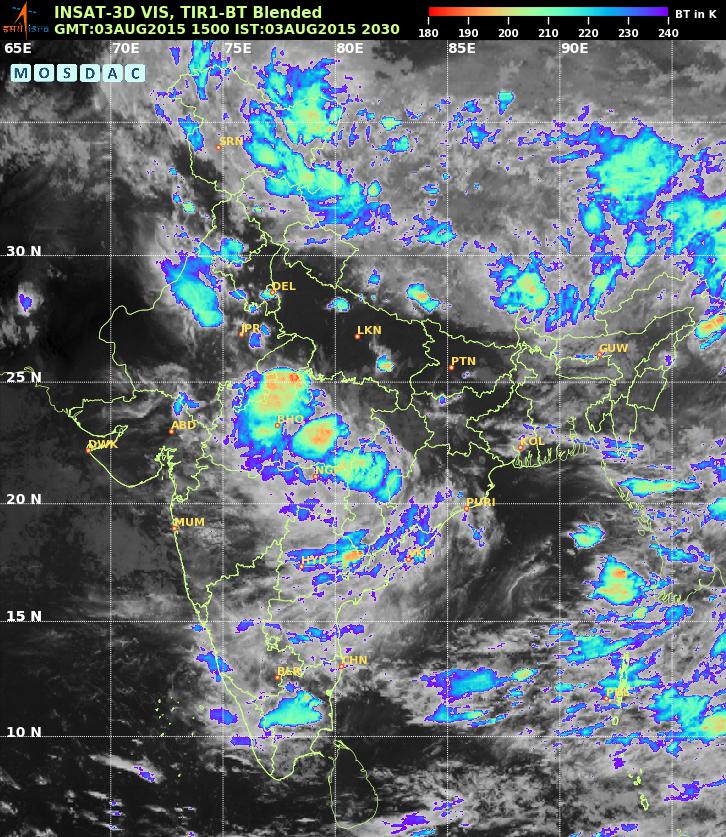 INSAT-3D VIS, TIR1-BT Blended
GMT:03AUG2015 1500 IST:03AUG2015 2030
BT in K
180 190 200 210 220 230 240
65E 70E 75E 80E 85E 90E
MOSDAC
SRN
30 N
DEL
JPR LKN
GUW
PTN
25 N
BHO
ABD
DWK KOL
NGP
20 N
PURI
MUM
HYD
15 N
CHN
BLR
10 N